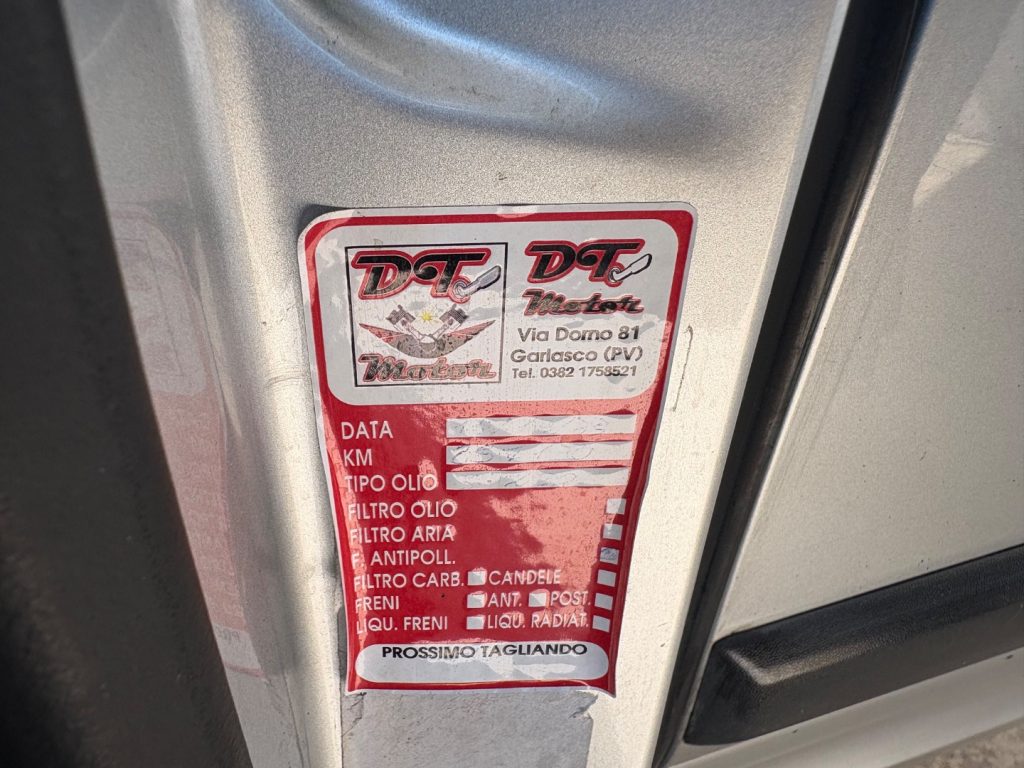 DT
Motor
DT
Motor
Via Dorno 81
Garlasco (PV)
Tel. 0382 1758521
DATA
KM
TIPO OLIO
FILTRO OLIO
FILTRO ARIA
F. ANTIPOLL.
FILTRO CARB. CANDELE
FRENI ANT. POST.
LIQU. FRENI LIQU. RADIAT.
PROSSIMO TAGLIANDO